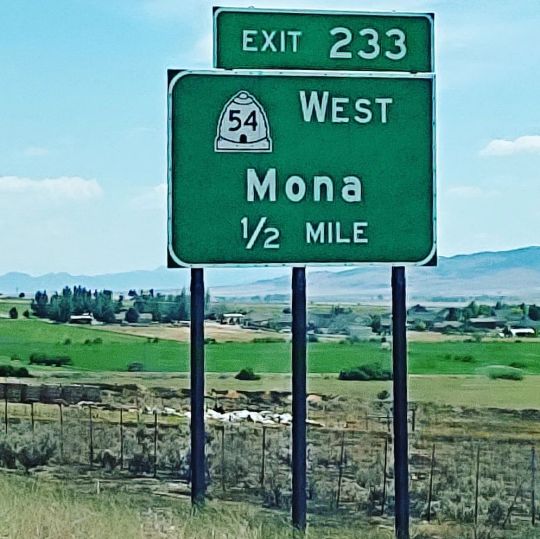 EXIT 233
54 WEST
Mona
1/2 MILE